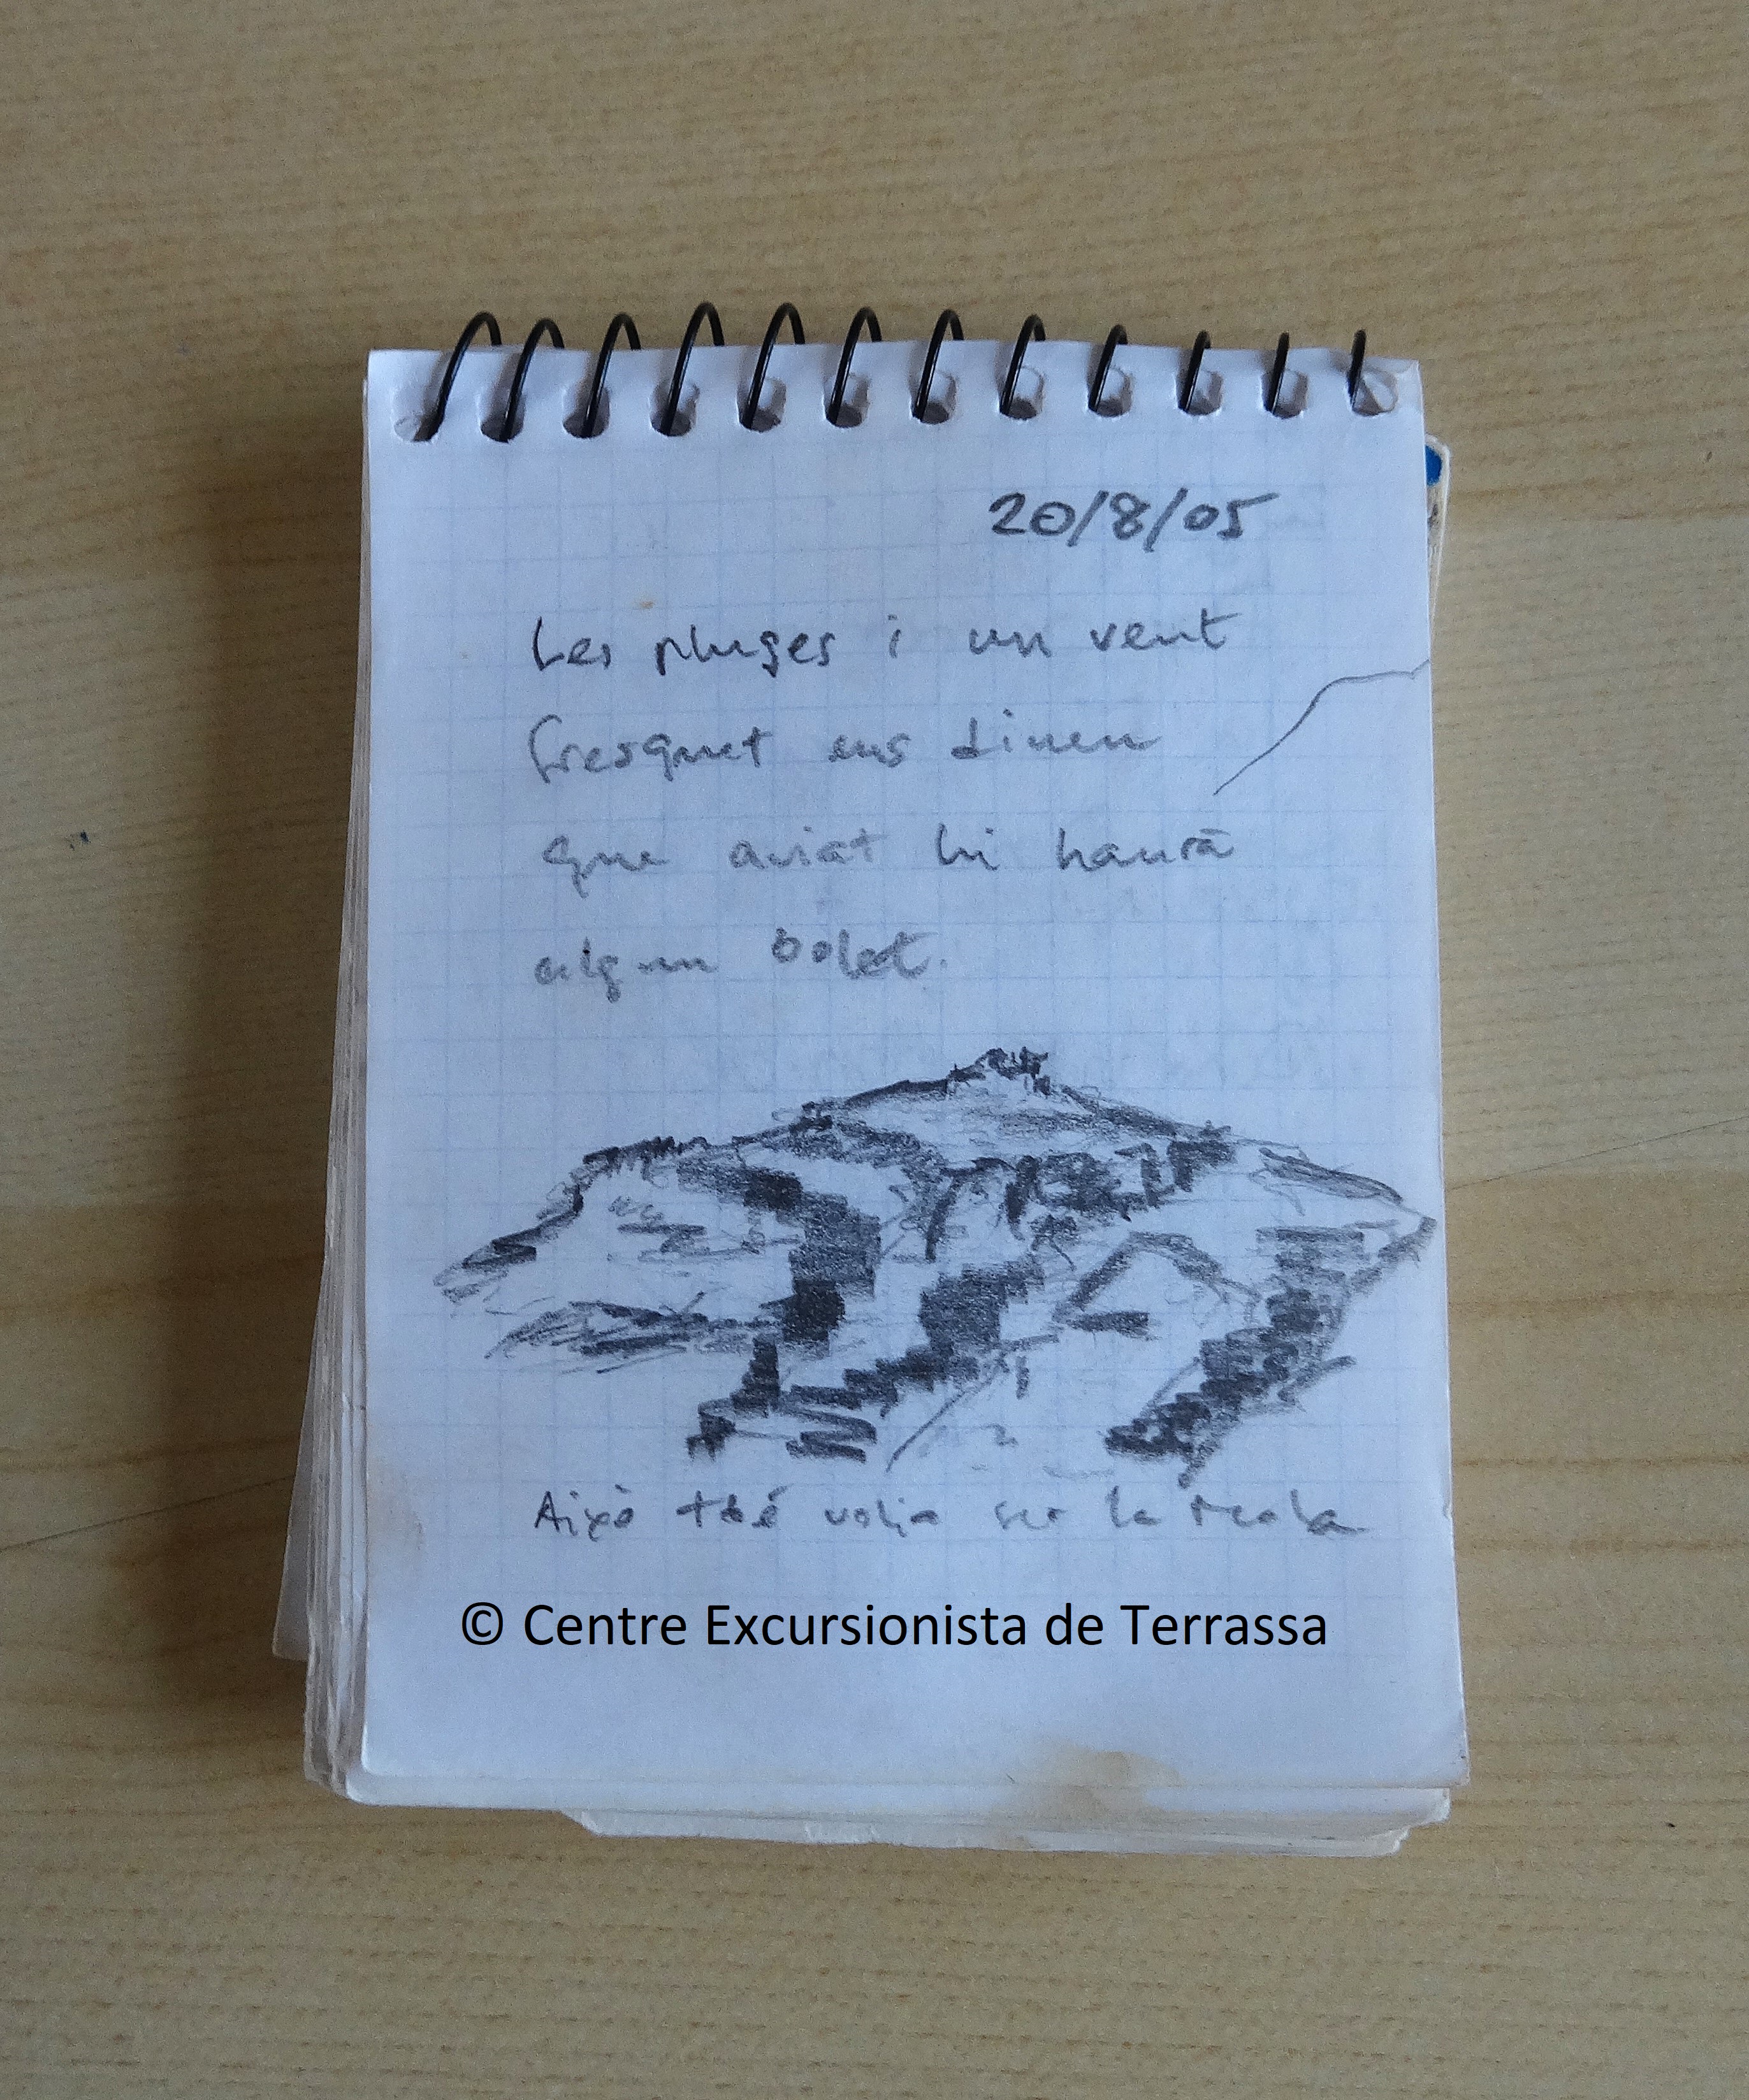 20/8/05
Les pluges i un vent
fresquet ens diuen
que aviat hi haurà
algun bolet.
Això tbé volia ser la Mola
© Centre Excursionista de Terrassa